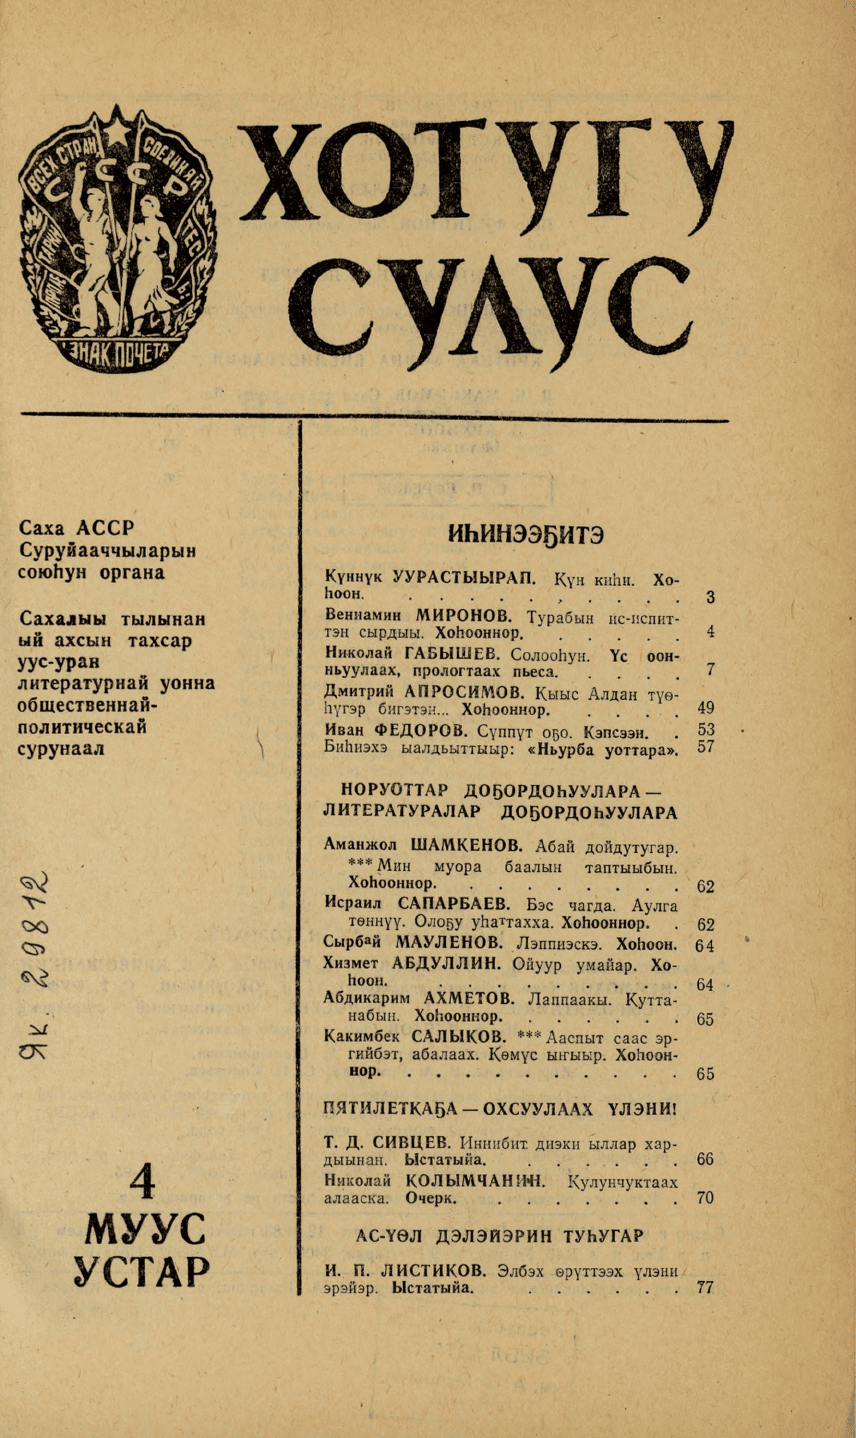 ВСЕХ СТРАН СОЕДИНЯЙ
СССР
ЗНАК ПОЧЕТА
ХОТУГУ
СУЛУС
Саха АССР
Суруйааччыларын
союһун органа
Сахалыы тылынан
ый ахсын тахсар
уус-уран
литературнай уонна
общественнай-
политическай
сурунаал
4
МУУС
УСТАР
ИҺИНЭЭҔИТЭ
Күннүк УУРАСТЫЫРАП. Күн киһи. Хо-
һоон. . . . . . . . . . 3
Вениамин МИРОНОВ. Турабын ис-испит-
тэн сырдыы. Хоһооннор. . . . . . 4
Николай ГАБЫШЕВ. Солооһун. Үс оон-
ньуулаах, прологтаах пьеса. . . . . 7
Дмитрий АПРОСИМОВ. Кыыс Алдан түө-
һүгэр бигэтэн... Хоһооннор. . . . . 49
Иван ФЕДОРОВ. Сүппүт оҕо. Кэпсээн. . 53
Биһиэхэ ыалдьыттыыр: «Ньурба уоттара». 57
НОРУОТТАР ДОҔОРДОҺУУЛАРА —
ЛИТЕРАТУРАЛАР ДОҔОРДОҺУУЛАРА
Аманжол ШАМКЕНОВ. Абай дойдутугар.
*** Мин муора баалын таптыыбын.
Хоһооннор. . . . . . . . . 62
Исраил САПАРБАЕВ. Бэс чагда. Аулга
төннүү. Олоҕу уһаттахха. Хоһооннор. . 62
Сырбай МАУЛЕНОВ. Лэппиэскэ. Хоһоон. 64
Хизмет АБДУЛЛИН. Ойуур умайар. Хо-
һоон. . . . . . . . . . 64
Абдикарим АХМЕТОВ. Лаппаакы. Кутта-
набын. Хоһооннор. . . . . . . 65
Какимбек САЛЫКОВ. *** Ааспыт саас эр-
гийбэт, абалаах. Көмүс ыҥыыр. Хоһоон-
нор. . . . . . . . . . . 65
ПЯТИЛЕТКАҔА — ОХСУУЛААХ ҮЛЭНИ!
Т. Д. СИВЦЕВ. Иннибит диэки ыллар хар-
дыынан. Ыстатыйа. . . . . . . 66
Николай КОЛЫМЧАНИН. Кулунчуктаах
алааска. Очерк. . . . . . . . 70
АС-ҮӨЛ ДЭЛЭЙЭРИН ТУҺУГАР
И. П. ЛИСТИКОВ. Элбэх өрүттээх үлэни
эрэйэр. Ыстатыйа. . . . . . . 77